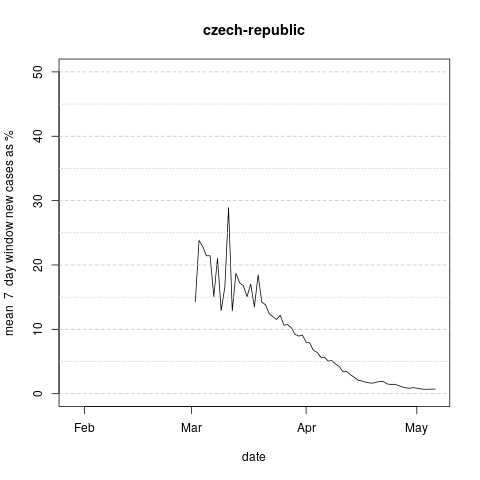 czech-republic
mean  7  day window new cases as %
50
40
30
20
10
0
Feb
Mar
Apr
May
date